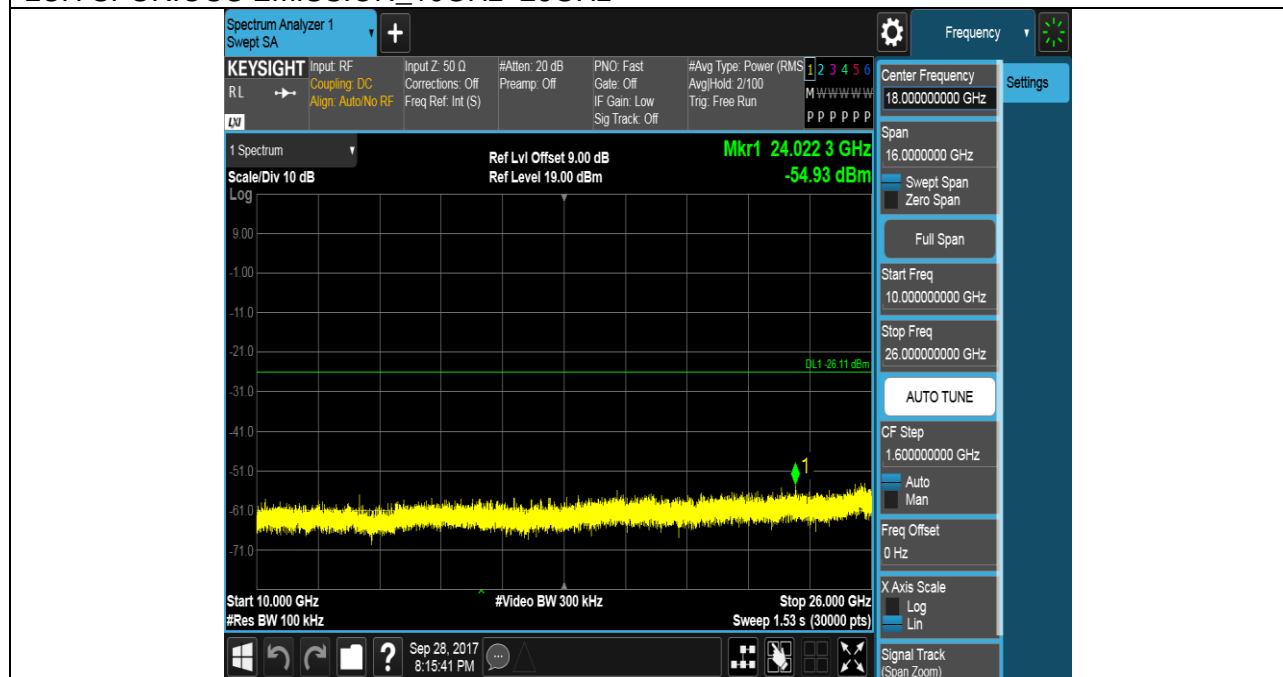 Spectrum Analyzer 1
Swept SA
+
Frequency
KEYSIGHT
RL
LXI
Input: RF
Coupling: DC
Align: Auto/No RF
Input Z: 50 Ω
Corrections: Off
Freq Ref: Int (S)
#Atten: 20 dB
Preamp: Off
PNO: Fast
Gate: Off
IF Gain: Low
Sig Track: Off
#Avg Type: Power (RMS
Avg|Hold: 2/100
Trig: Free Run
1 2 3 4 5 6
M W W W W W
P P P P P P
Center Frequency
18.000000000 GHz
Settings
Span
16.0000000 GHz
Swept Span
Zero Span
Full Span
Start Freq
10.000000000 GHz
Stop Freq
26.000000000 GHz
AUTO TUNE
CF Step
1.600000000 GHz
Auto
Man
Freq Offset
0 Hz
X Axis Scale
Log
Lin
Signal Track
(Span Zoom)
1 Spectrum
Scale/Div 10 dB
Ref Lvl Offset 9.00 dB
Ref Level 19.00 dBm
Mkr1 24.022 3 GHz
-54.93 dBm
Log
9.00
-1.00
-11.0
-21.0
DL1 -26.11 dBm
-31.0
-41.0
-51.0
1
-61.0
-71.0
Start 10.000 GHz
#Res BW 100 kHz
#Video BW 300 kHz
Stop 26.000 GHz
Sweep 1.53 s (30000 pts)
?
Sep 28, 2017
8:15:41 PM